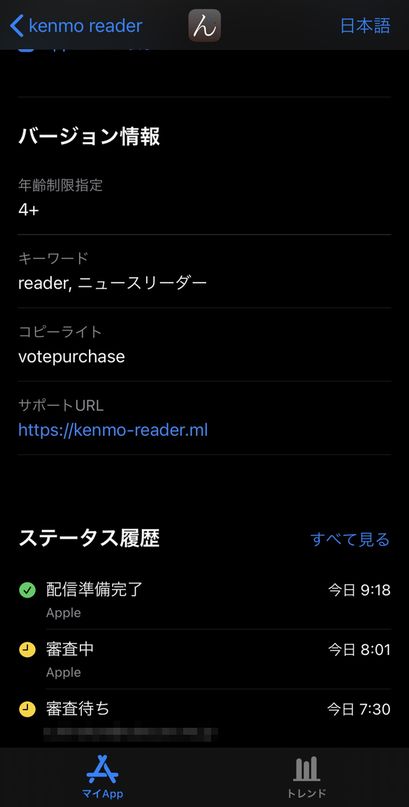 kenmo reader
ん
日本語
バージョン情報
年齢制限指定
4+
キーワード
reader, ニュースリーダー
コピーライト
votepurchase
サポートURL
https://kenmo-reader.ml
ステータス履歴
すべて見る
配信準備完了
今日 9:18
Apple
審査中
今日 8:01
Apple
審査待ち
今日 7:30
マイApp
トレンド